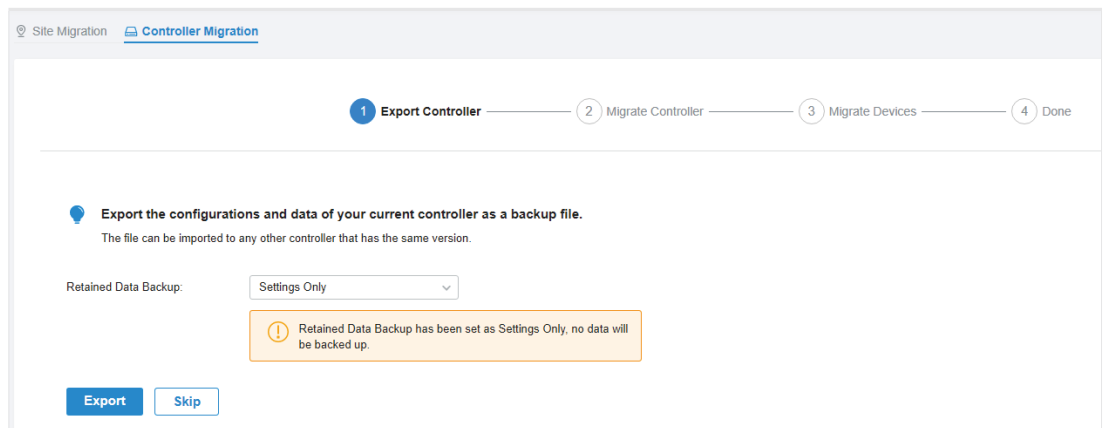 Site Migration Controller Migration
1 Export Controller 2 Migrate Controller 3 Migrate Devices 4 Done
Export the configurations and data of your current controller as a backup file.
The file can be imported to any other controller that has the same version.
Retained Data Backup: Settings Only
Retained Data Backup has been set as Settings Only, no data will
be backed up.
Export Skip